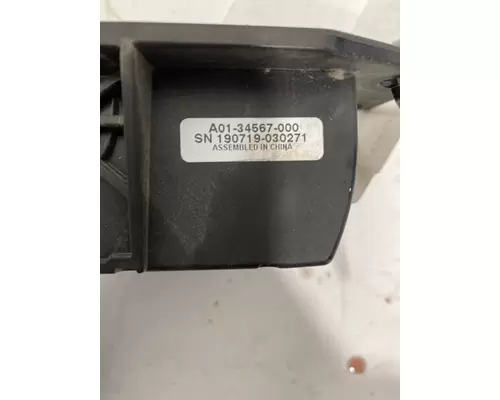 A01-34567-000
SN 190719-030271
ASSEMBLED IN CHINA